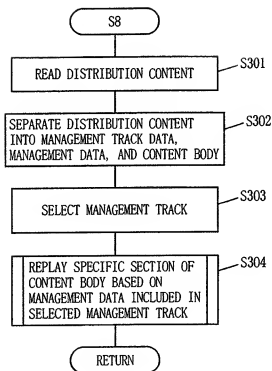 S8
READ DISTRIBUTION CONTENT
S301
SEPARATE DISTRIBUTION CONTENT
INTO MANAGEMENT TRACK DATA,
MANAGEMENT DATA, AND CONTENT BODY
S302
SELECT MANAGEMENT TRACK
S303
REPLAY SPECIFIC SECTION OF
CONTENT BODY BASED ON
MANAGEMENT DATA INCLUDED IN
SELECTED MANAGEMENT TRACK
S304
RETURN